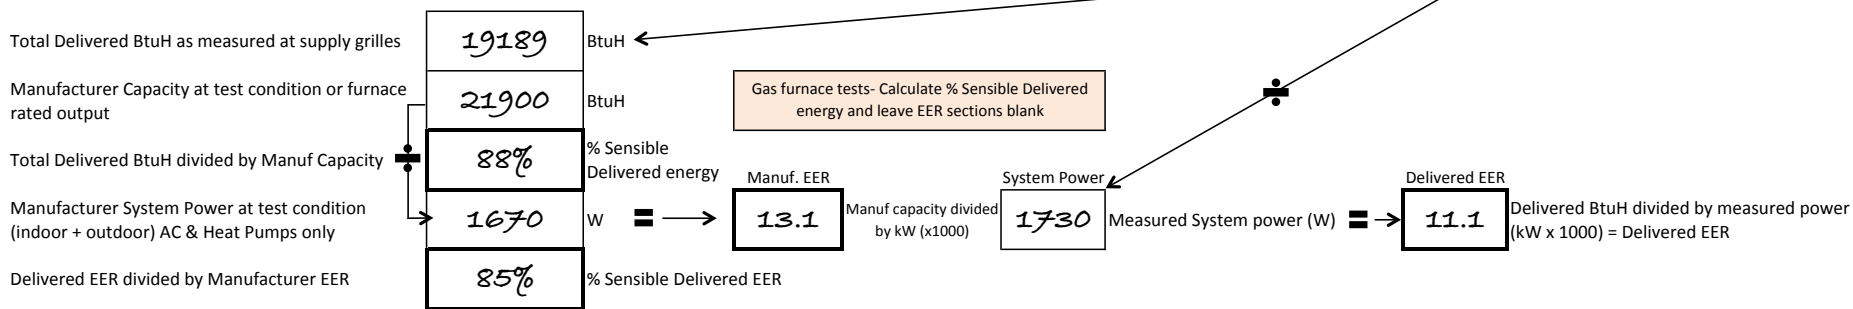 Total Delivered BtuH as measured at supply grilles
19189
BtuH
Manufacturer Capacity at test condition or furnace
rated output
21900
BtuH
Gas furnace tests- Calculate % Sensible Delivered
energy and leave EER sections blank
÷
Total Delivered BtuH divided by Manuf Capacity
÷
88%
% Sensible
Delivered energy
Manufacturer System Power at test condition
(indoor + outdoor) AC & Heat Pumps only
1670
W
=
Manuf. EER
13.1
Manuf capacity divided
by kW (x1000)
System Power
1730
Measured System power (W)
=
Delivered EER
11.1
Delivered BtuH divided by measured power
(kW x 1000) = Delivered EER
Delivered EER divided by Manufacturer EER
85%
% Sensible Delivered EER